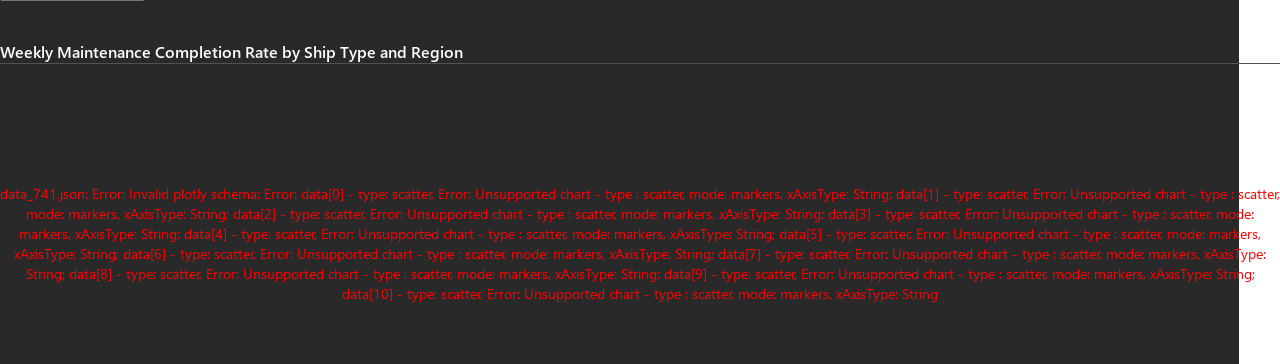 Weekly Maintenance Completion Rate by Ship Type and Region
data_741.json: Error: Invalid plotly schema: Error: data[0] - type: scatter, Error: Unsupported chart - type : scatter, mode: markers, xAxisType: String; data[1] - type: scatter, Error: Unsupported chart - type : scatter,
mode: markers, xAxisType: String; data[2] - type: scatter, Error: Unsupported chart - type : scatter, mode: markers, xAxisType: String; data[3] - type: scatter, Error: Unsupported chart - type : scatter, mode:
markers, xAxisType: String; data[4] - type: scatter, Error: Unsupported chart - type : scatter, mode: markers, xAxisType: String; data[5] - type: scatter, Error: Unsupported chart - type : scatter, mode: markers,
xAxisType: String; data[6] - type: scatter, Error: Unsupported chart - type : scatter, mode: markers, xAxisType: String; data[7] - type: scatter, Error: Unsupported chart - type : scatter, mode: markers, xAxisType:
String; data[8] - type: scatter, Error: Unsupported chart - type : scatter, mode: markers, xAxisType: String; data[9] - type: scatter, Error: Unsupported chart - type : scatter, mode: markers, xAxisType: String;
data[10] - type: scatter, Error: Unsupported chart - type : scatter, mode: markers, xAxisType: String